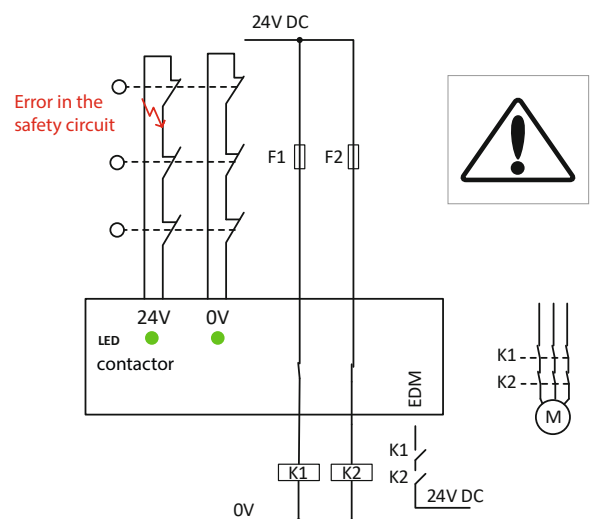 24V DC
Error in the
safety circuit
F1
F2
24V
0V
LED
contactor
EDM
K1
K2
M
K1
K2
K1
K2
24V DC
0V